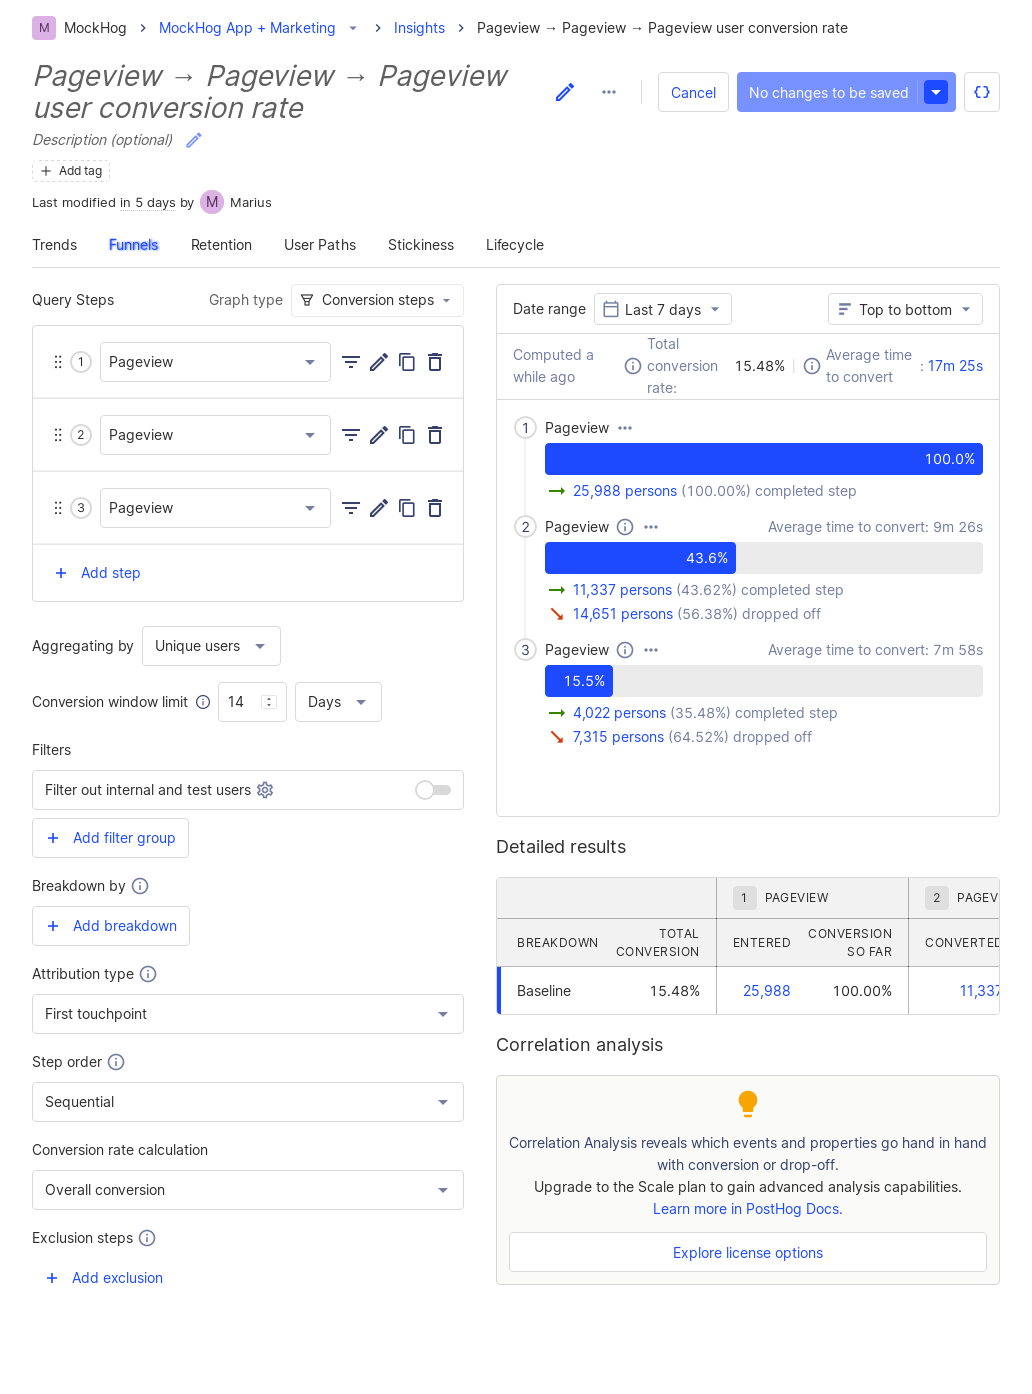 M MockHog MockHog App + Marketing Insights Pageview → Pageview → Pageview user conversion rate
Pageview → Pageview → Pageview
user conversion rate
Cancel
No changes to be saved
Description (optional)
Add tag
Last modified in 5 days by M Marius
Trends Funnels Retention User Paths Stickiness Lifecycle
Query Steps
Graph type
Conversion steps
1 Pageview
2 Pageview
3 Pageview
Add step
Aggregating by Unique users
Conversion window limit 14 Days
Filters
Filter out internal and test users
Add filter group
Breakdown by
Add breakdown
Attribution type
First touchpoint
Step order
Sequential
Conversion rate calculation
Overall conversion
Exclusion steps
Add exclusion
Date range Last 7 days Top to bottom
Computed a
while ago
Total
conversion
rate:
15.48%
Average time
to convert
: 17m 25s
1 Pageview
100.0%
25,988 persons (100.00%) completed step
2 Pageview Average time to convert: 9m 26s
43.6%
11,337 persons (43.62%) completed step
14,651 persons (56.38%) dropped off
3 Pageview Average time to convert: 7m 58s
15.5%
4,022 persons (35.48%) completed step
7,315 persons (64.52%) dropped off
Detailed results
1 PAGEVIEW 2 PAGEV
BREAKDOWN
TOTAL
CONVERSION
ENTERED
CONVERSION
SO FAR
CONVERTED
Baseline 15.48% 25,988 100.00% 11,337
Correlation analysis
Correlation Analysis reveals which events and properties go hand in hand
with conversion or drop-off.
Upgrade to the Scale plan to gain advanced analysis capabilities.
Learn more in PostHog Docs.
Explore license options